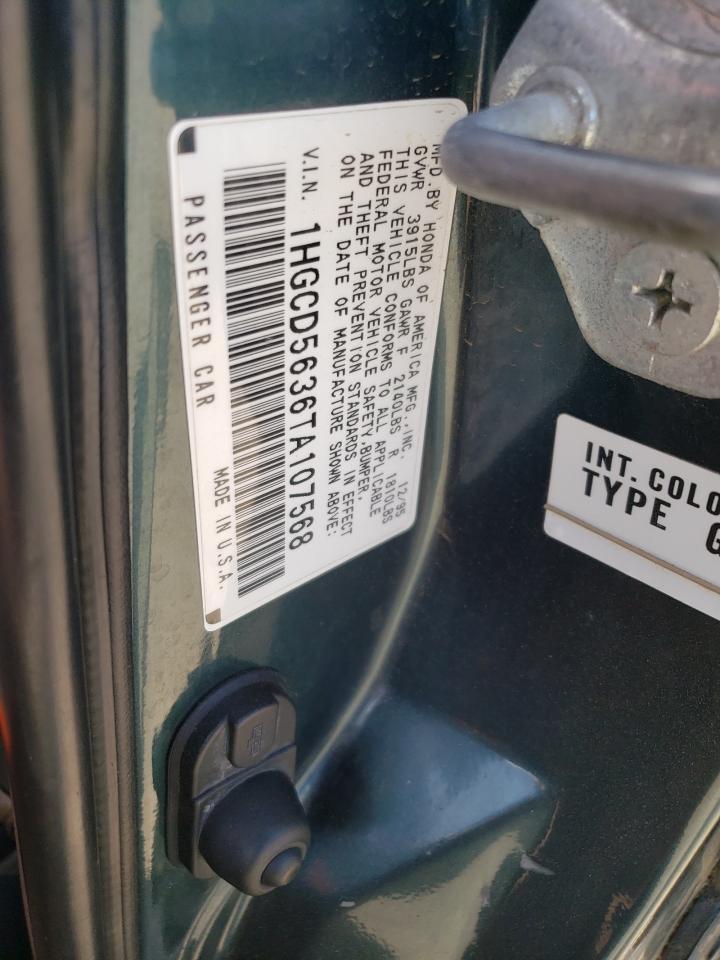 MFD. BY HONDA OF AMERICA MFG., INC. 12/95
GVWR 3915LBS GAWR F 2140LBS R 1810LBS
THIS VEHICLE CONFORMS TO ALL APPLICABLE
FEDERAL MOTOR VEHICLE SAFETY, BUMPER,
AND THEFT PREVENTION STANDARDS IN EFFECT
ON THE DATE OF MANUFACTURE SHOWN ABOVE:
V.I.N. 1HGCD5636TA107568
PASSENGER CAR MADE IN U.S.A.
INT. COLO
TYPE G